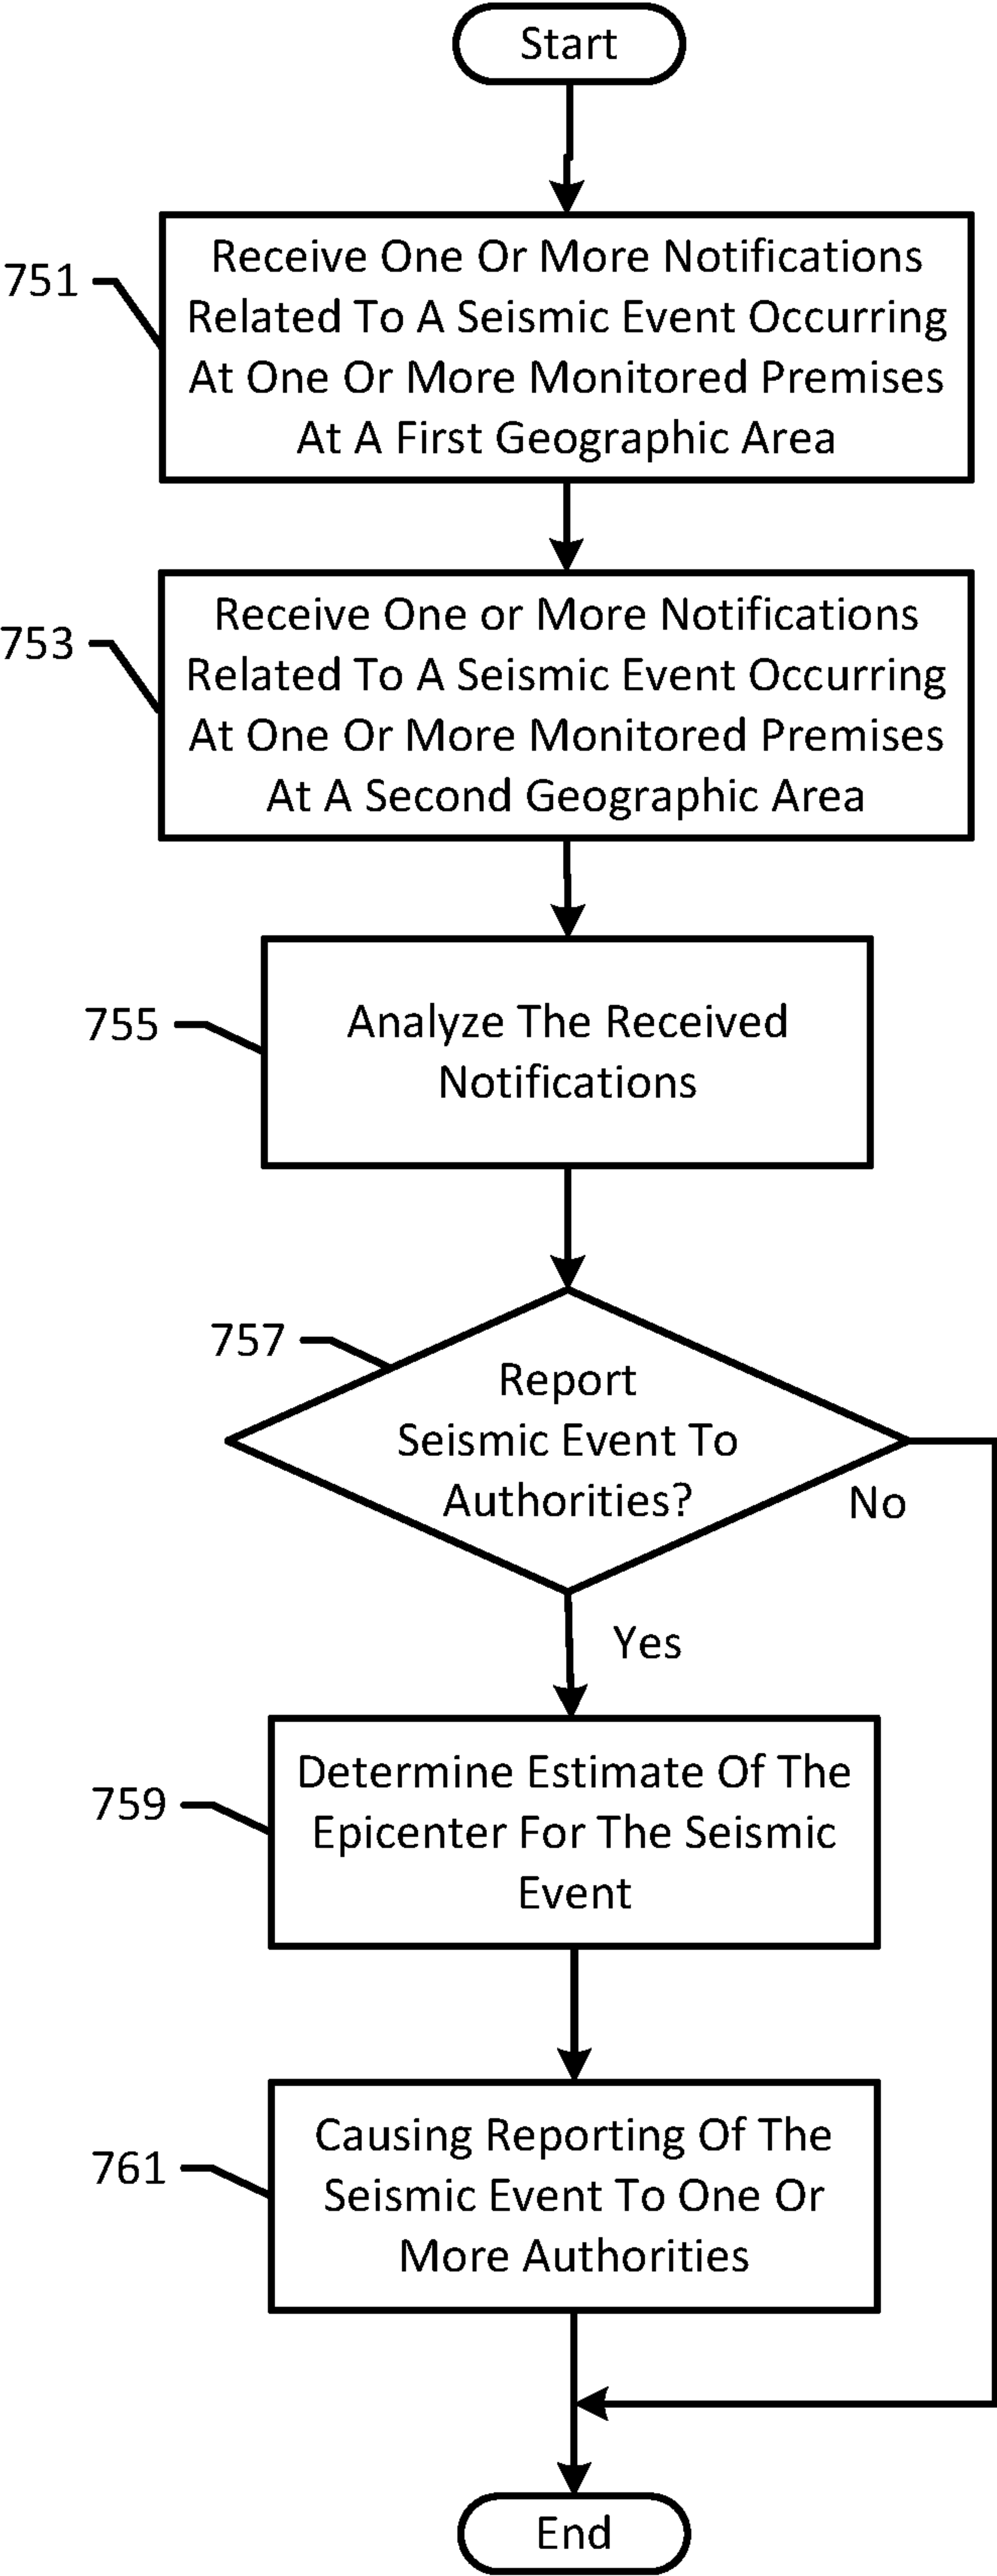 Start
751
Receive One Or More Notifications
Related To A Seismic Event Occurring
At One Or More Monitored Premises
At A First Geographic Area
753
Receive One or More Notifications
Related To A Seismic Event Occurring
At One Or More Monitored Premises
At A Second Geographic Area
755
Analyze The Received
Notifications
757
Report
Seismic Event To
Authorities?
No
Yes
759
Determine Estimate Of The
Epicenter For The Seismic
Event
761
Causing Reporting Of The
Seismic Event To One Or
More Authorities
End